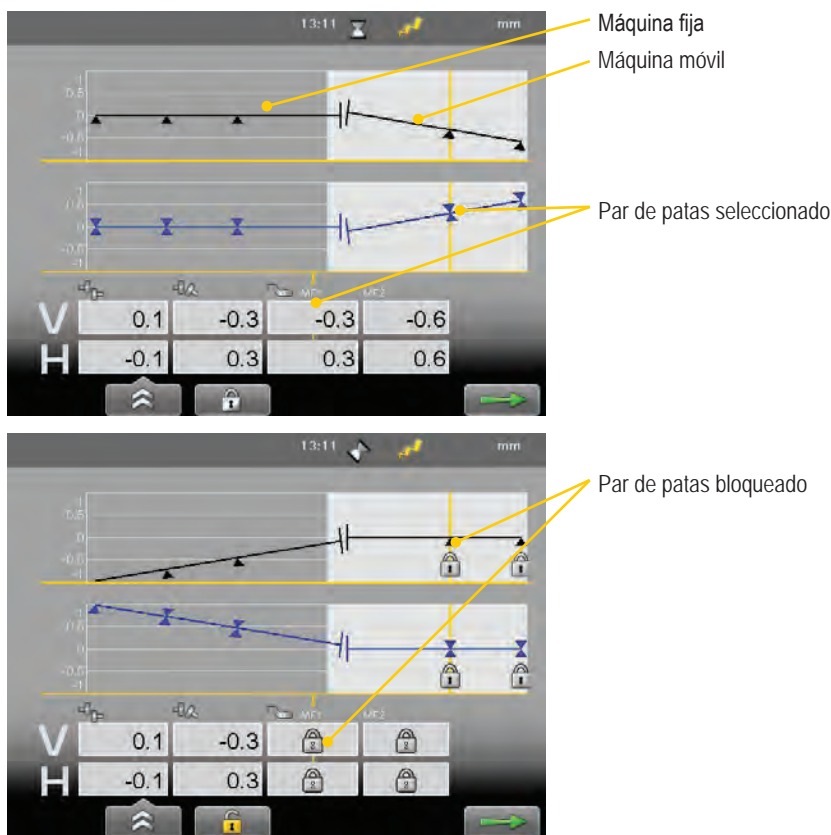 13:11 mm
Máquina fija
Máquina móvil
1
0.5
0
-0.5
-1
1
0.5
0
-0.5
-1
Par de patas seleccionado
MF1 MF2
V 0.1 -0.3 -0.3 -0.6
H -0.1 0.3 0.3 0.6
13:11 mm
Par de patas bloqueado
1
0.5
0
-0.5
-1
1
0.5
0
-0.5
-1
MF1 MF2
V 0.1 -0.3
H -0.1 0.3